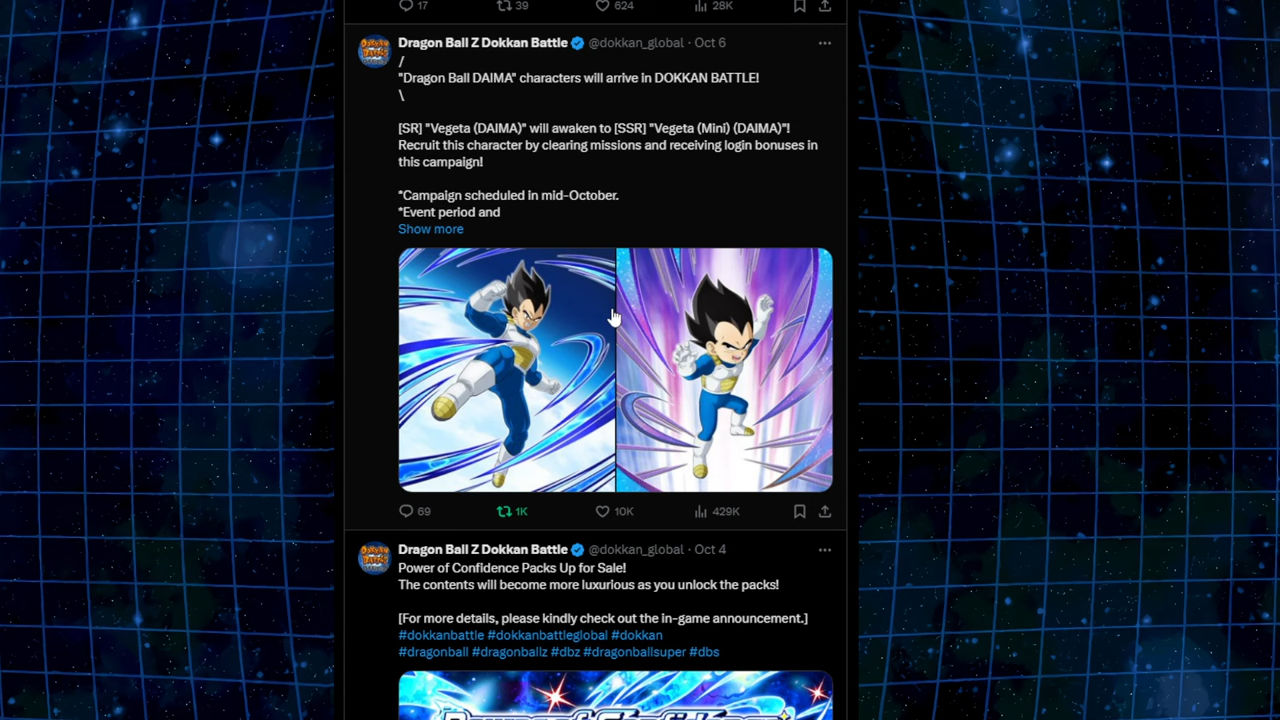 17 39 624 28K
Dragon Ball Z Dokkan Battle @dokkan_global · Oct 6
/
"Dragon Ball DAIMA" characters will arrive in DOKKAN BATTLE!
\
[SR] "Vegeta (DAIMA)" will awaken to [SSR] "Vegeta (Mini) (DAIMA)"!
Recruit this character by clearing missions and receiving login bonuses in
this campaign!
*Campaign scheduled in mid-October.
*Event period and
Show more
69 1K 10K 429K
Dragon Ball Z Dokkan Battle @dokkan_global · Oct 4
Power of Confidence Packs Up for Sale!
The contents will become more luxurious as you unlock the packs!
[For more details, please kindly check out the in-game announcement.]
#dokkanbattle #dokkanbattleglobal #dokkan
#dragonball #dragonballz #dbz #dragonballsuper #dbs
Power of Confidence